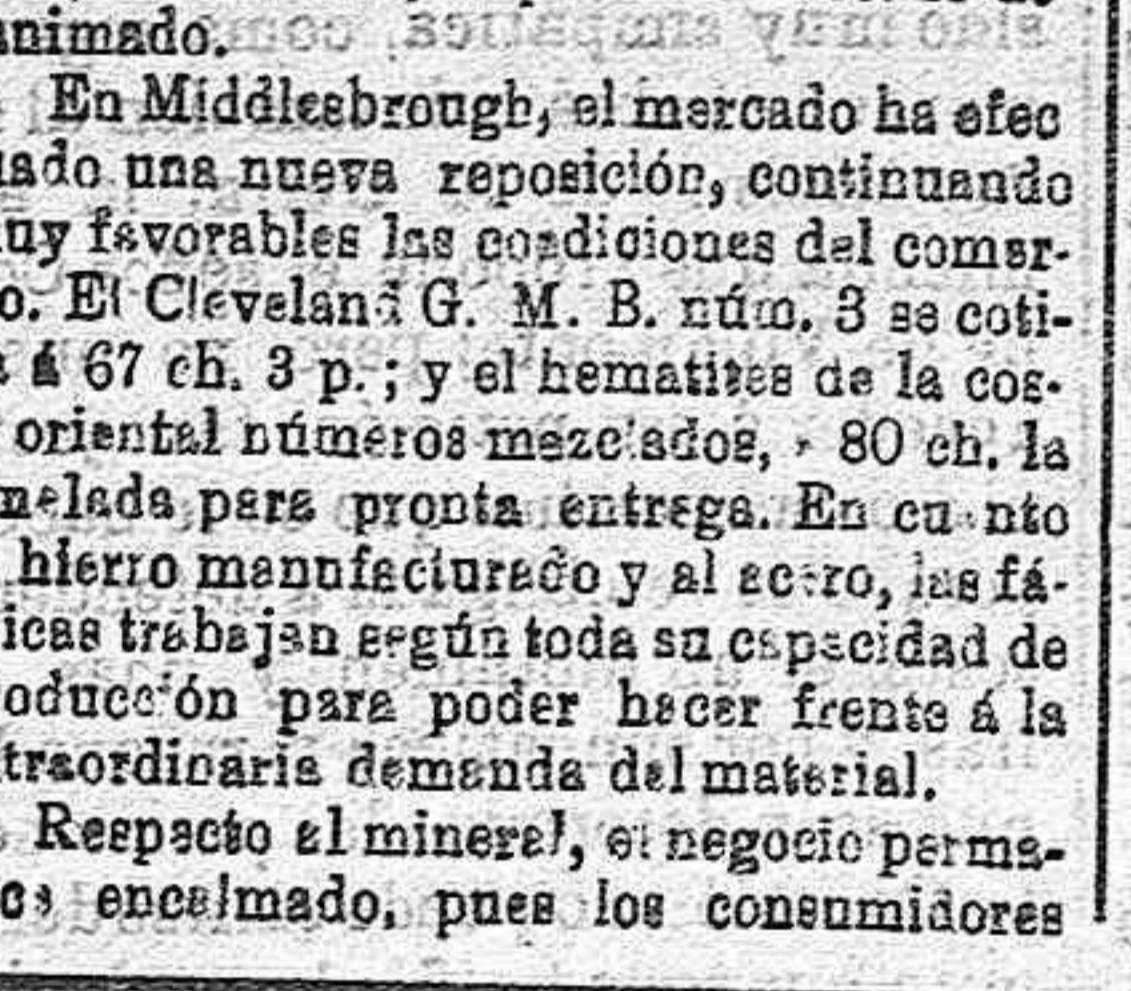 animado.
En Middlesbrough, el mercado ha efec
uado una nueva reposición, continuando
uy favorables las condiciones del comer-
o. El Cleveland G. M. B. núm. 3 se coti-
á 67 ch. 3 p.; y el hematites de la cos-
oriental números mezclados, 80 ch. la
nelada para pronta entrega. En cuanto
hierro manufacturado y al acero, las fá-
icas trabajan según toda su capacidad de
oducción para poder hacer frente á la
traordinaria demanda del material.
Respecto al mineral, el negocio perma-
encalmado, pues los consumidores